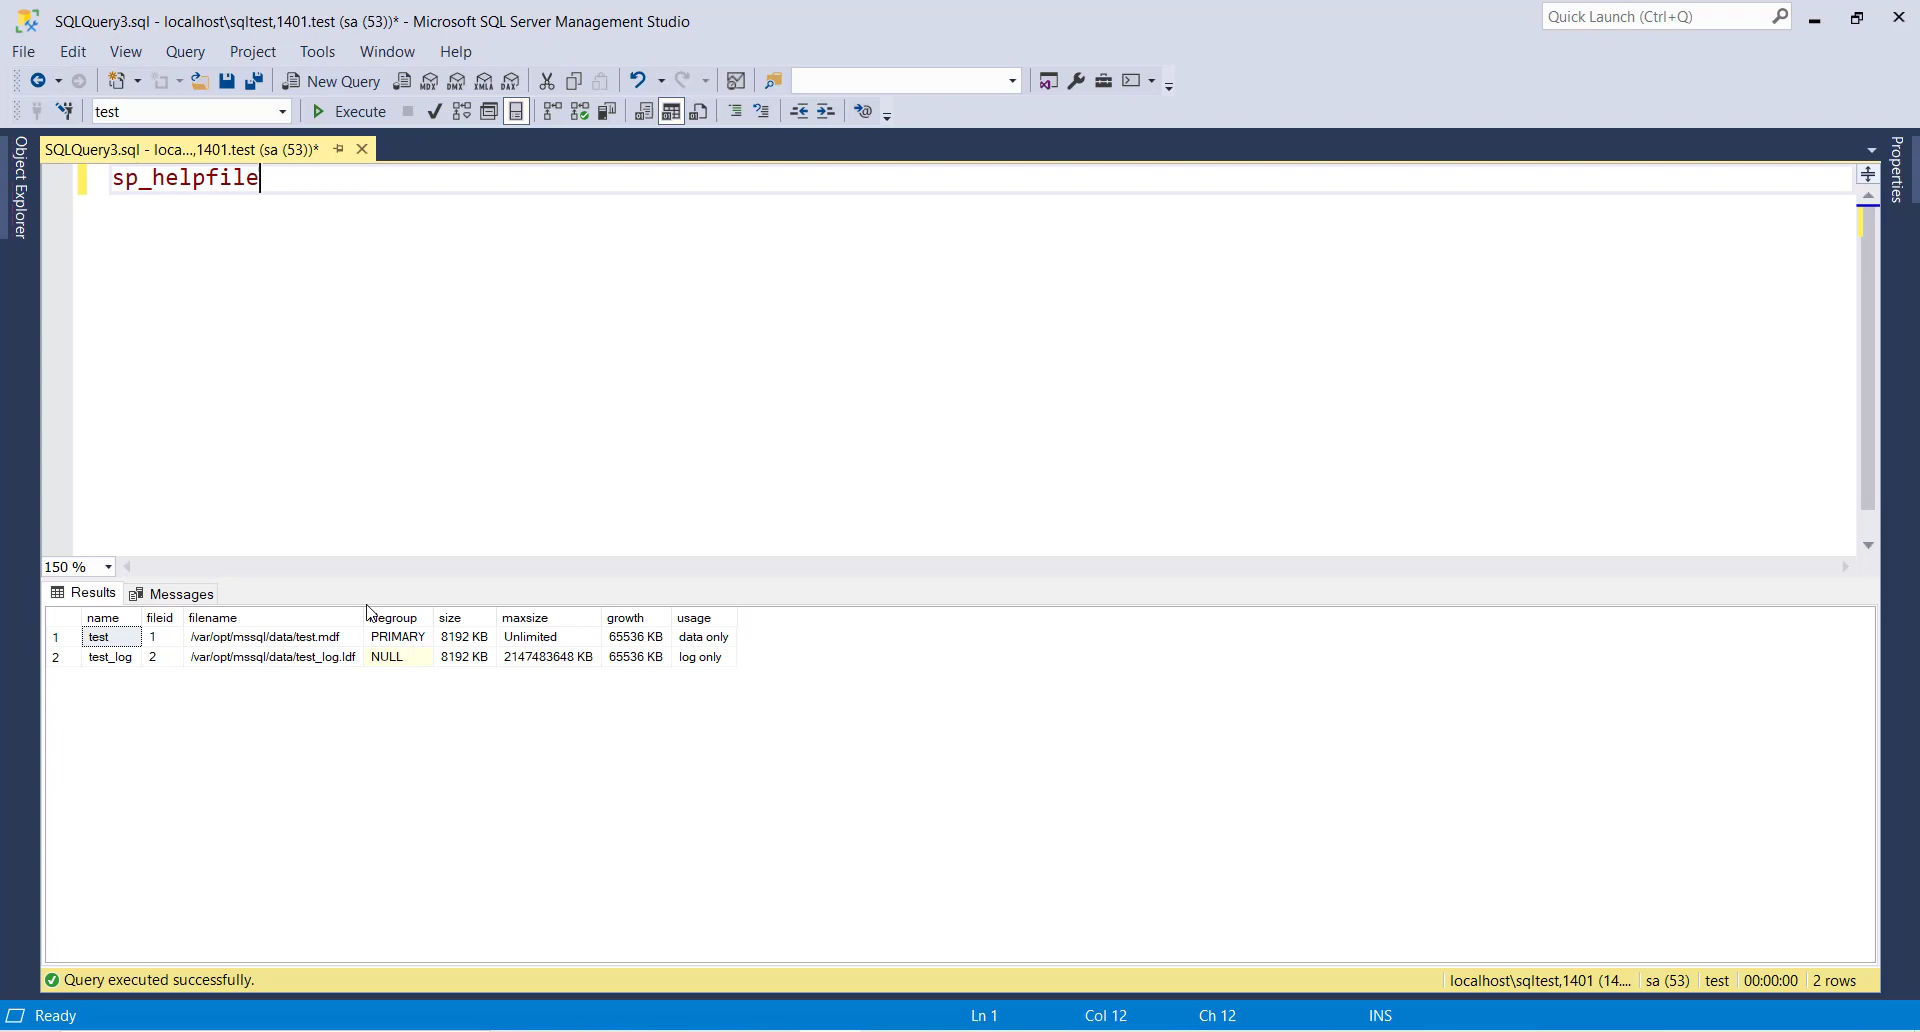 SQLQuery3.sql - localhost\sqltest,1401.test (sa (53))* - Microsoft SQL Server Management Studio
Quick Launch (Ctrl+Q)
File Edit View Query Project Tools Window Help
New Query MDX DMX XMLA DAX
test Execute
Object Explorer
SQLQuery3.sql - loca...,1401.test (sa (53))*
Properties
sp_helpfile
150 %
Results Messages
name fileid filename egroup size maxsize growth usage
1 test 1 /var/opt/mssql/data/test.mdf PRIMARY 8192 KB Unlimited 65536 KB data only
2 test_log 2 /var/opt/mssql/data/test_log.ldf NULL 8192 KB 2147483648 KB 65536 KB log only
Query executed successfully. localhost\sqltest,1401 (14.... sa (53) test 00:00:00 2 rows
Ready Ln 1 Col 12 Ch 12 INS